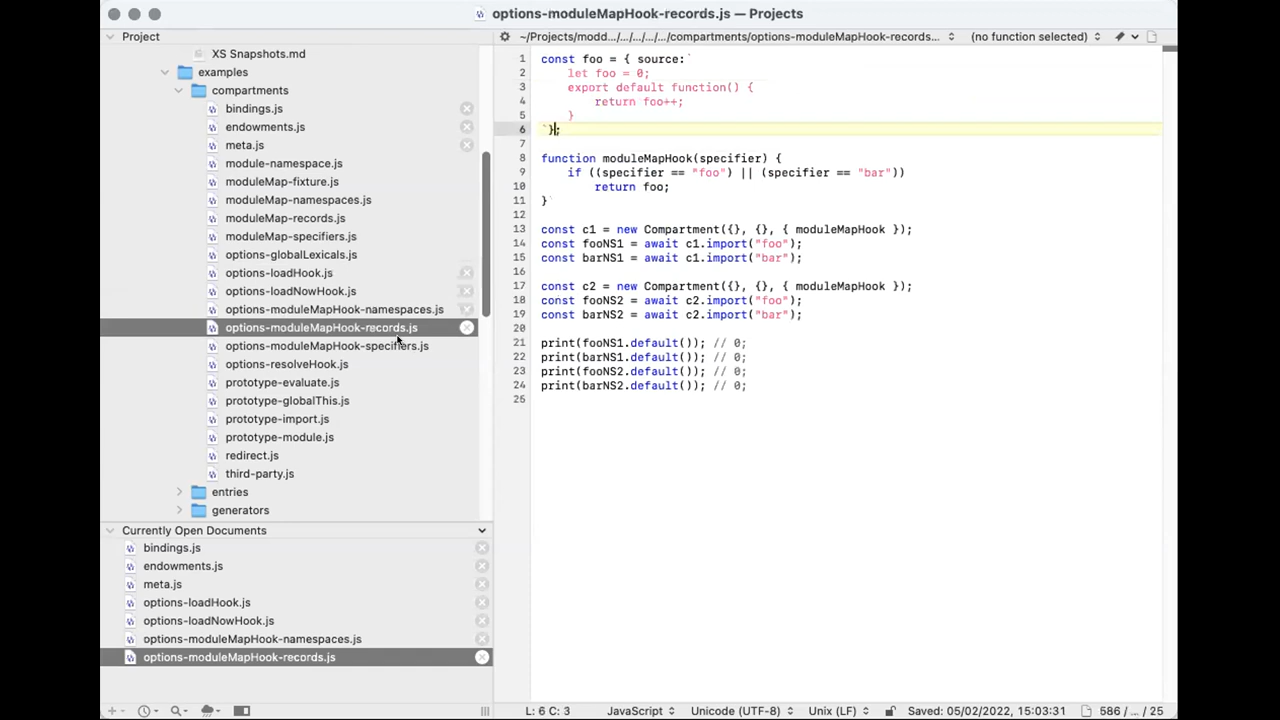 options-moduleMapHook-records.js — Projects
Project
~/Projects/modd…/…/…/…/compartments/options-moduleMapHook-records…
(no function selected)
XS Snapshots.md
examples
compartments
bindings.js
endowments.js
meta.js
module-namespace.js
moduleMap-fixture.js
moduleMap-namespaces.js
moduleMap-records.js
moduleMap-specifiers.js
options-globalLexicals.js
options-loadHook.js
options-loadNowHook.js
options-moduleMapHook-namespaces.js
options-moduleMapHook-records.js
options-moduleMapHook-specifiers.js
options-resolveHook.js
prototype-evaluate.js
prototype-globalThis.js
prototype-import.js
prototype-module.js
redirect.js
third-party.js
entries
generators
Currently Open Documents
bindings.js
endowments.js
meta.js
options-loadHook.js
options-loadNowHook.js
options-moduleMapHook-namespaces.js
options-moduleMapHook-records.js
1 const foo = { source:`
2 let foo = 0;
3 export default function() {
4 return foo++;
5 }
6 `};
7
8 function moduleMapHook(specifier) {
9 if ((specifier == "foo") || (specifier == "bar"))
10 return foo;
11 }`
12
13 const c1 = new Compartment({}, {}, { moduleMapHook });
14 const fooNS1 = await c1.import("foo");
15 const barNS1 = await c1.import("bar");
16
17 const c2 = new Compartment({}, {}, { moduleMapHook });
18 const fooNS2 = await c2.import("foo");
19 const barNS2 = await c2.import("bar");
20
21 print(fooNS1.default()); // 0;
22 print(barNS1.default()); // 0;
23 print(fooNS2.default()); // 0;
24 print(barNS2.default()); // 0;
25
L: 6 C: 3
JavaScript
Unicode (UTF-8)
Unix (LF)
Saved: 05/02/2022, 15:03:31
586 / … / 25